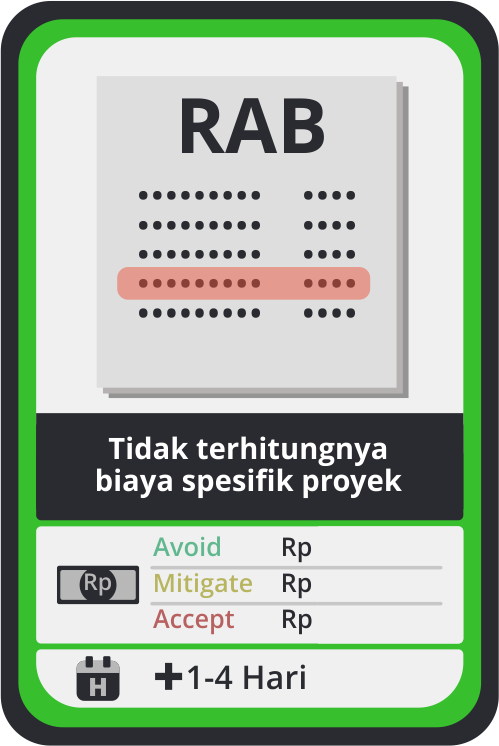 RAB
Tidak terhitungnya
biaya spesifik proyek
Avoid Rp
Rp Mitigate Rp
Accept Rp
H +1-4 Hari